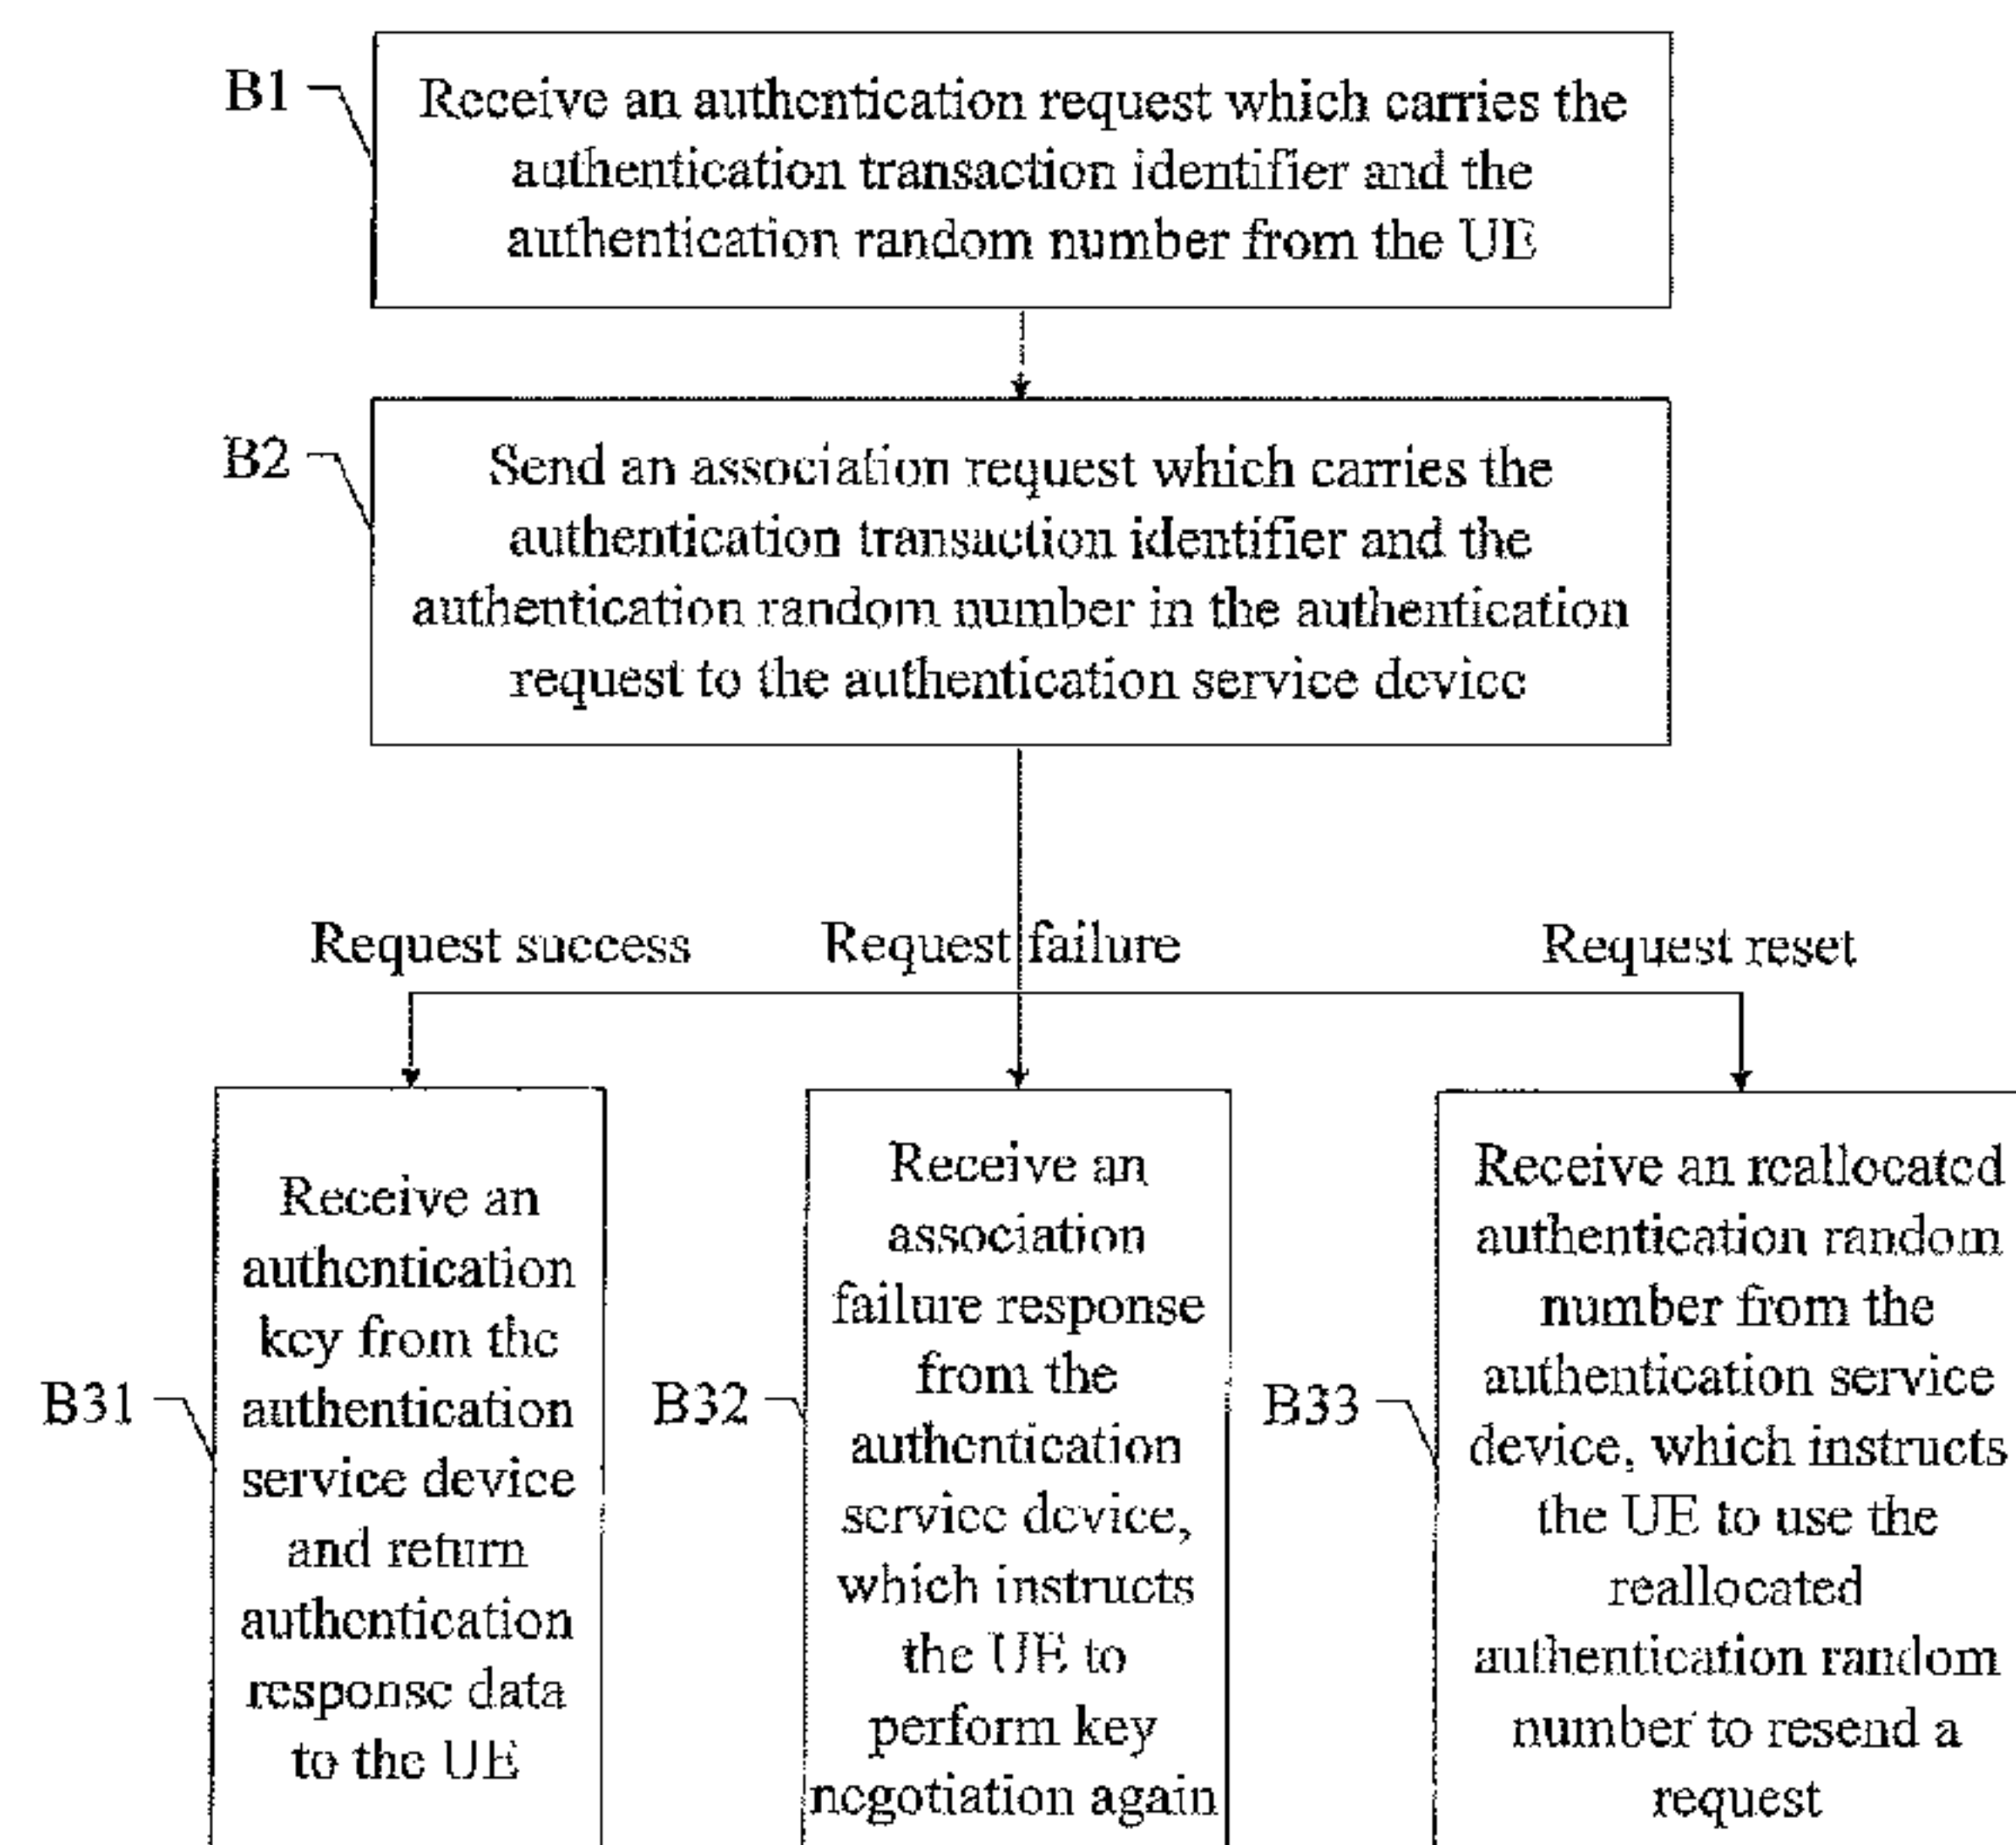 B1
Receive an authentication request which carries the
authentication transaction identifier and the
authentication random number from the UE
B2
Send an association request which carries the
authentication transaction identifier and the
authentication random number in the authentication
request to the authentication service device
Request success
Request failure
Request reset
B31
Receive an
authentication
key from the
authentication
service device
and return
authentication
response data
to the UE
B32
Receive an
association
failure response
from the
authentication
service device,
which instructs
the UE to
perform key
negotiation again
B33
Receive an reallocated
authentication random
number from the
authentication service
device, which instructs
the UE to use the
reallocated
authentication random
number to resend a
request